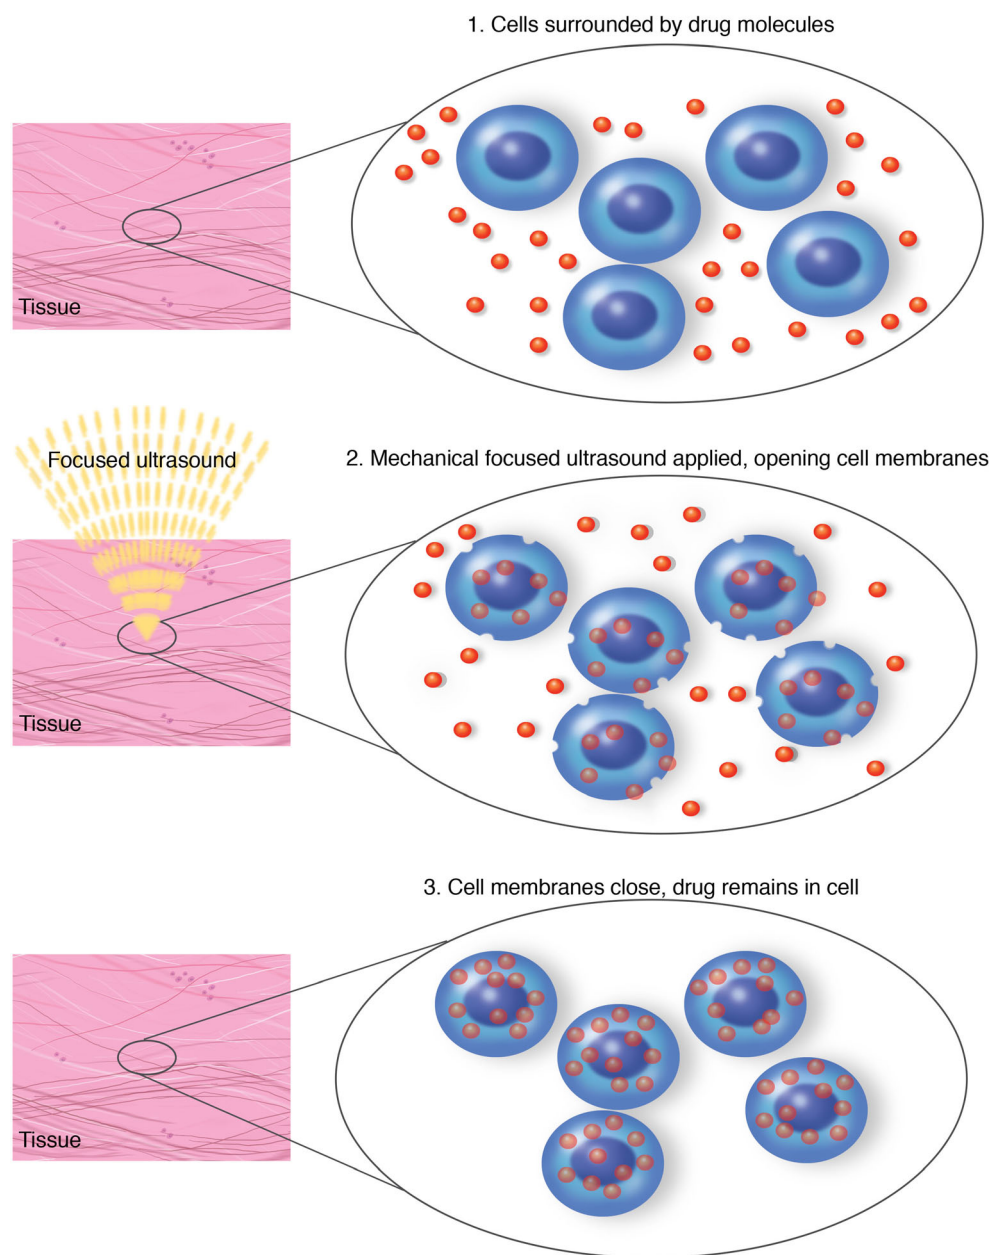 1. Cells surrounded by drug molecules
Tissue
Focused ultrasound
2. Mechanical focused ultrasound applied, opening cell membranes
Tissue
3. Cell membranes close, drug remains in cell
Tissue